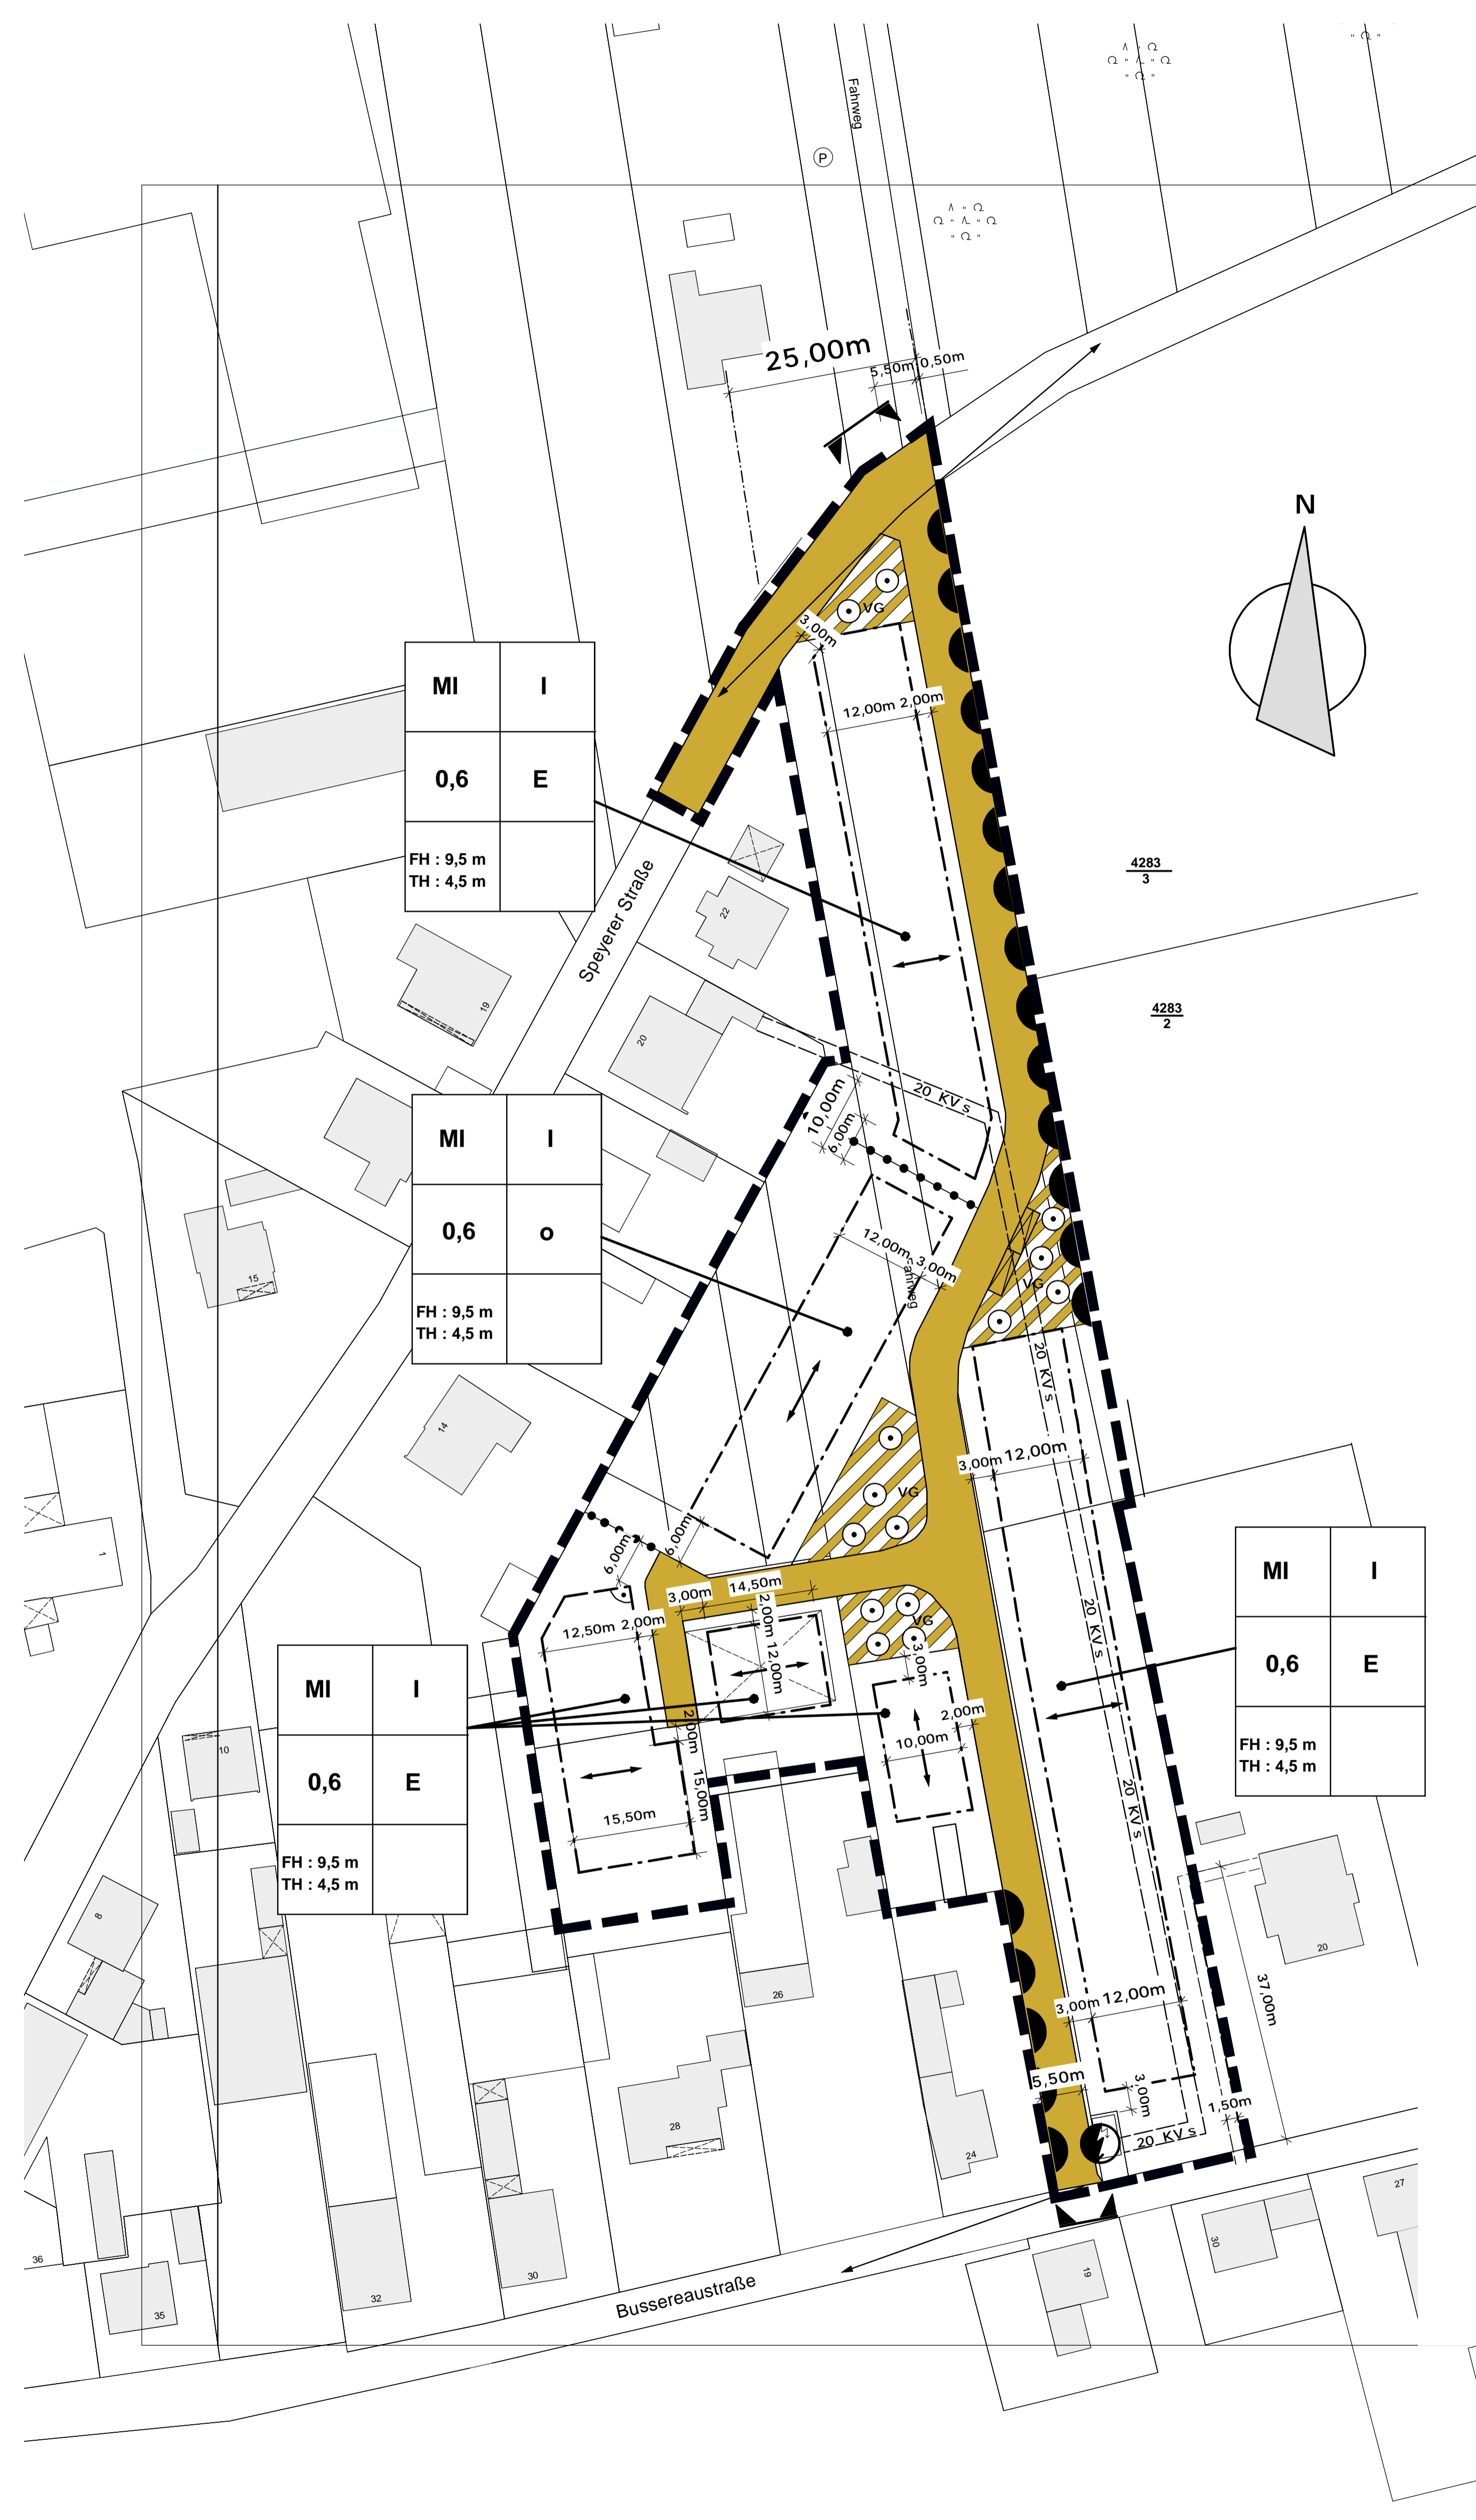 Fahrweg
P
25,00m
5,50m
0,50m
N
VG
3,00m
MI
I
12,00m
2,00m
0,6
E
FH : 9,5 m
TH : 4,5 m
4283
3
22
Speyerer Straße
19
4283
2
20
10,00m
20 KV s
6,00m
MI
I
0,6
o
12,00m
3,00m
15
VG
FH : 9,5 m
TH : 4,5 m
20 KV s
14
3,00m
12,00m
VG
1
6,00m
6,00m
MI
I
14,50m
3,00m
2,00m
20 KV s
12,50m
2,00m
VG
3,00m
12,00m
0,6
E
MI
I
2,00m
2,00m
10
10,00m
FH : 9,5 m
TH : 4,5 m
0,6
E
15,00m
20 KV s
15,50m
FH : 9,5 m
TH : 4,5 m
8
20
26
37,00m
3,00m
12,00m
5,50m
3,00m
1,50m
28
20 KV s
24
27
30
36
19
30
32
35
Bussereaustraße